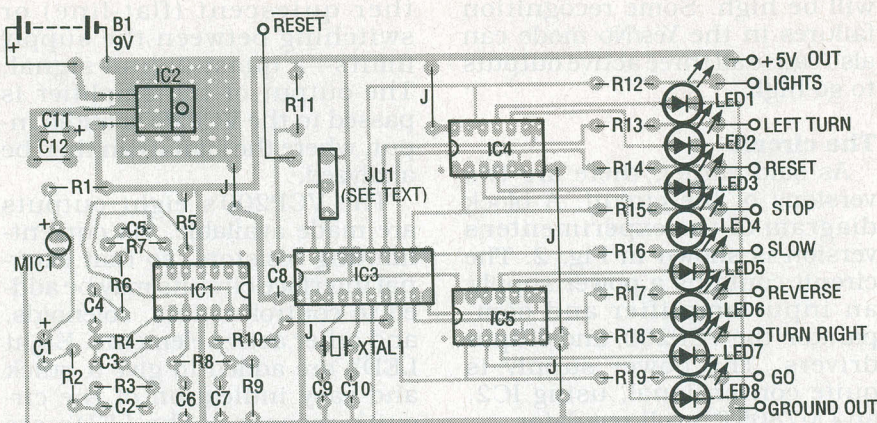 B1
9V
RESET
+5V OUT
LIGHTS
LED1
LEFT TURN
LED2
RESET
LED3
STOP
LED4
SLOW
LED5
REVERSE
LED6
TURN RIGHT
LED7
GO
LED8
GROUND OUT
IC2
C11
C12
R11
J
R12
R13
R14
R15
R16
R17
R18
R19
IC4
JU1
(SEE TEXT)
R1
J
R5
J
C5
R7
MIC1
R6
IC1
C8
IC3
IC5
C4
R4
R10
J
XTAL1
C1
C3
R8
R2
R3
R9
C2
C6
C7
C9
C10